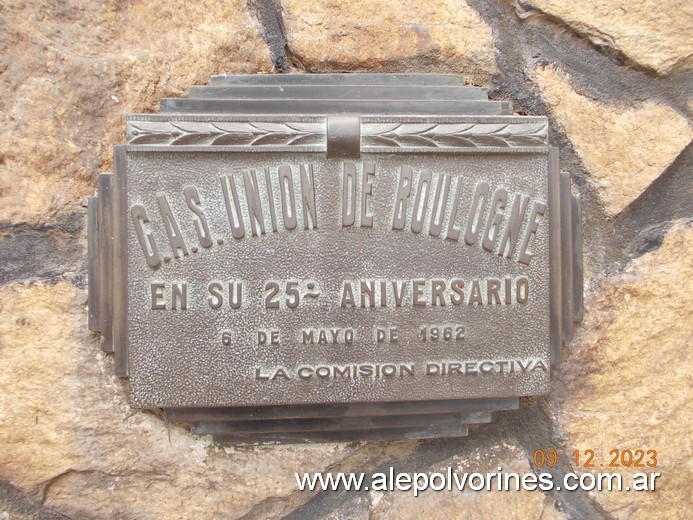 C.A.S. UNION DE BOULOGNE
EN SU 25º ANIVERSARIO
6 DE MAYO DE 1962
LA COMISION DIRECTIVA
09 12 2023
www.alepolvorines.com.ar